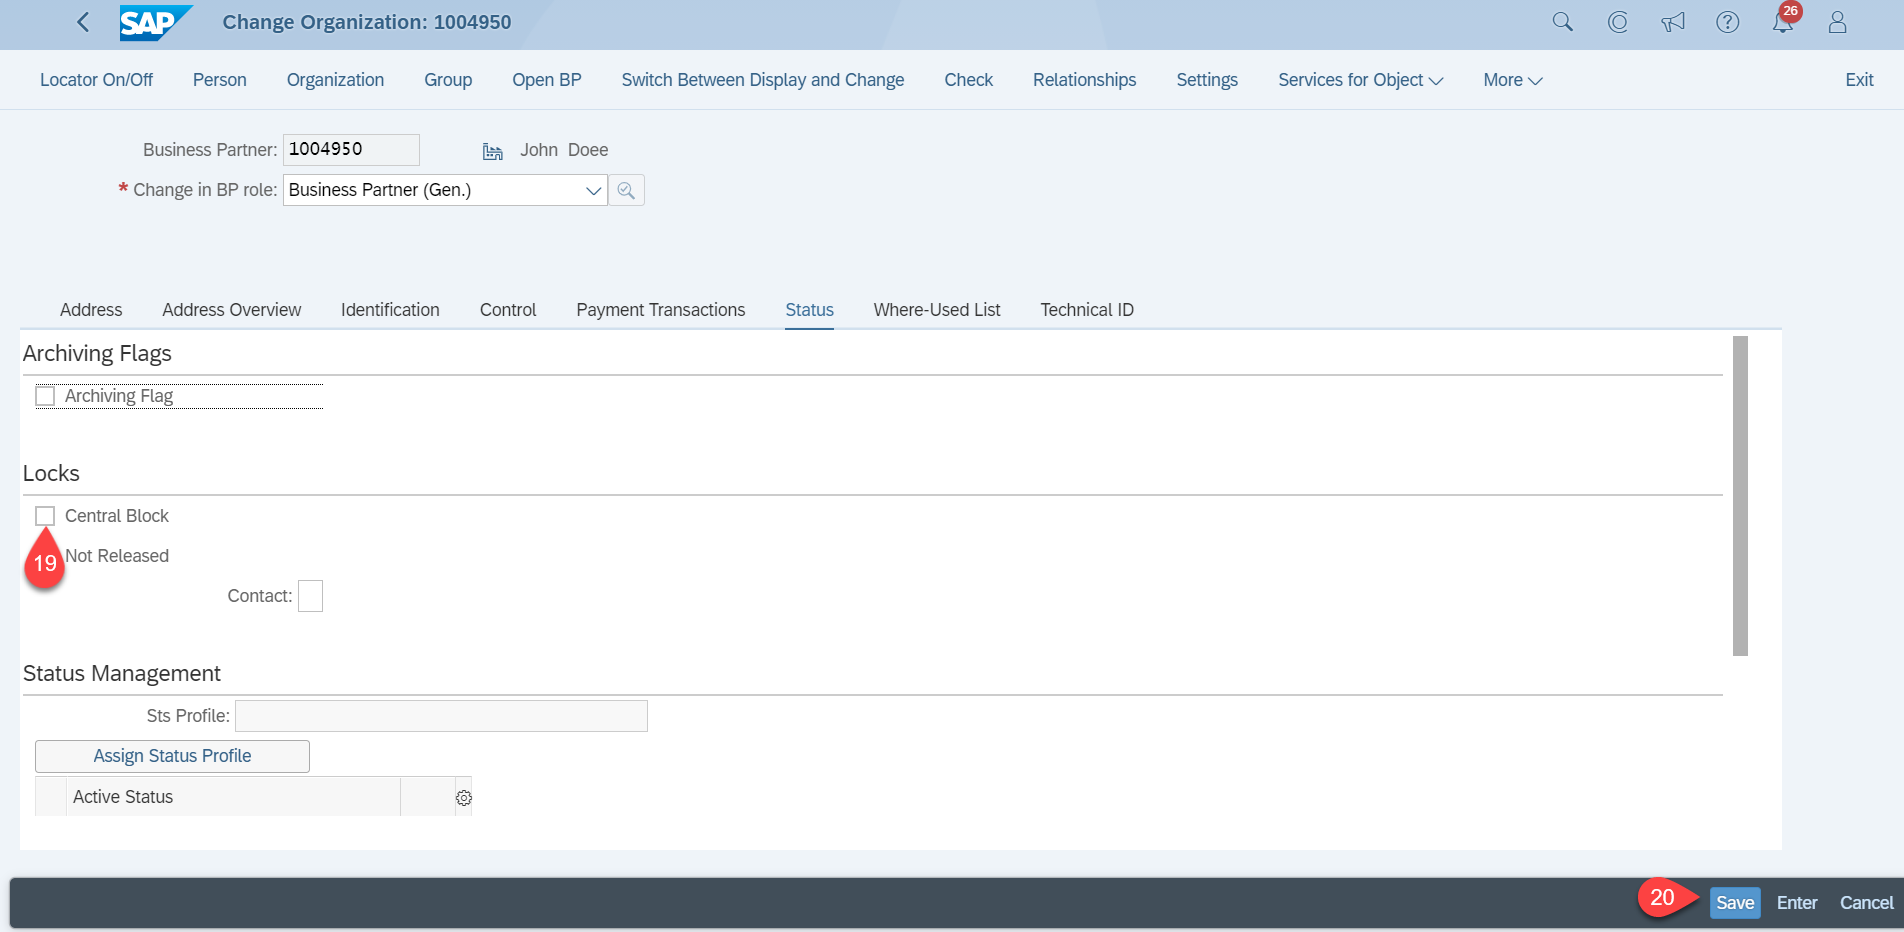 SAP Change Organization: 1004950 26
Locator On/Off Person Organization Group Open BP Switch Between Display and Change Check Relationships Settings Services for Object More Exit
Business Partner: 1004950 John Doee
* Change in BP role: Business Partner (Gen.)
Address Address Overview Identification Control Payment Transactions Status Where-Used List Technical ID
Archiving Flags
Archiving Flag
Locks
Central Block
19 Not Released
Contact:
Status Management
Sts Profile:
Assign Status Profile
Active Status
20 Save Enter Cancel